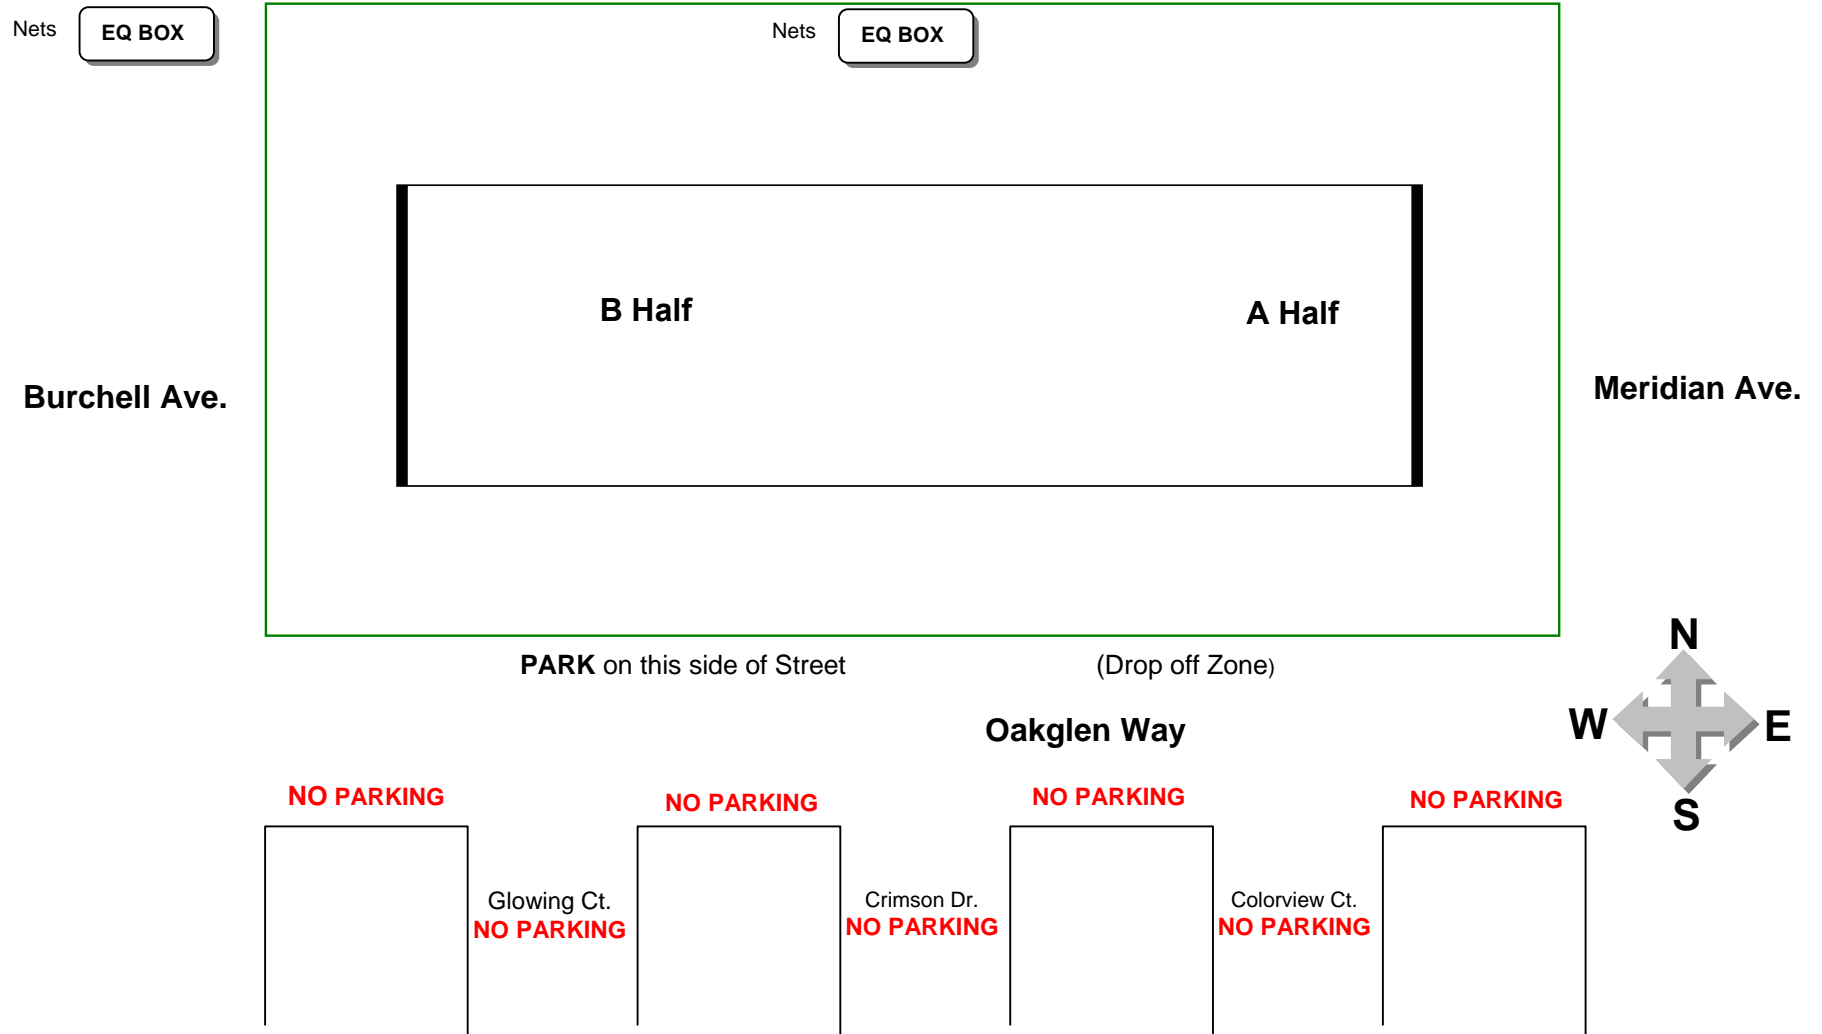 Nets EQ BOX
Nets EQ BOX
B Half
A Half
Burchell Ave.
Meridian Ave.
PARK on this side of Street
(Drop off Zone)
Oakglen Way
N
W E
S
NO PARKING
NO PARKING
NO PARKING
NO PARKING
Glowing Ct.
NO PARKING
Crimson Dr.
NO PARKING
Colorview Ct.
NO PARKING